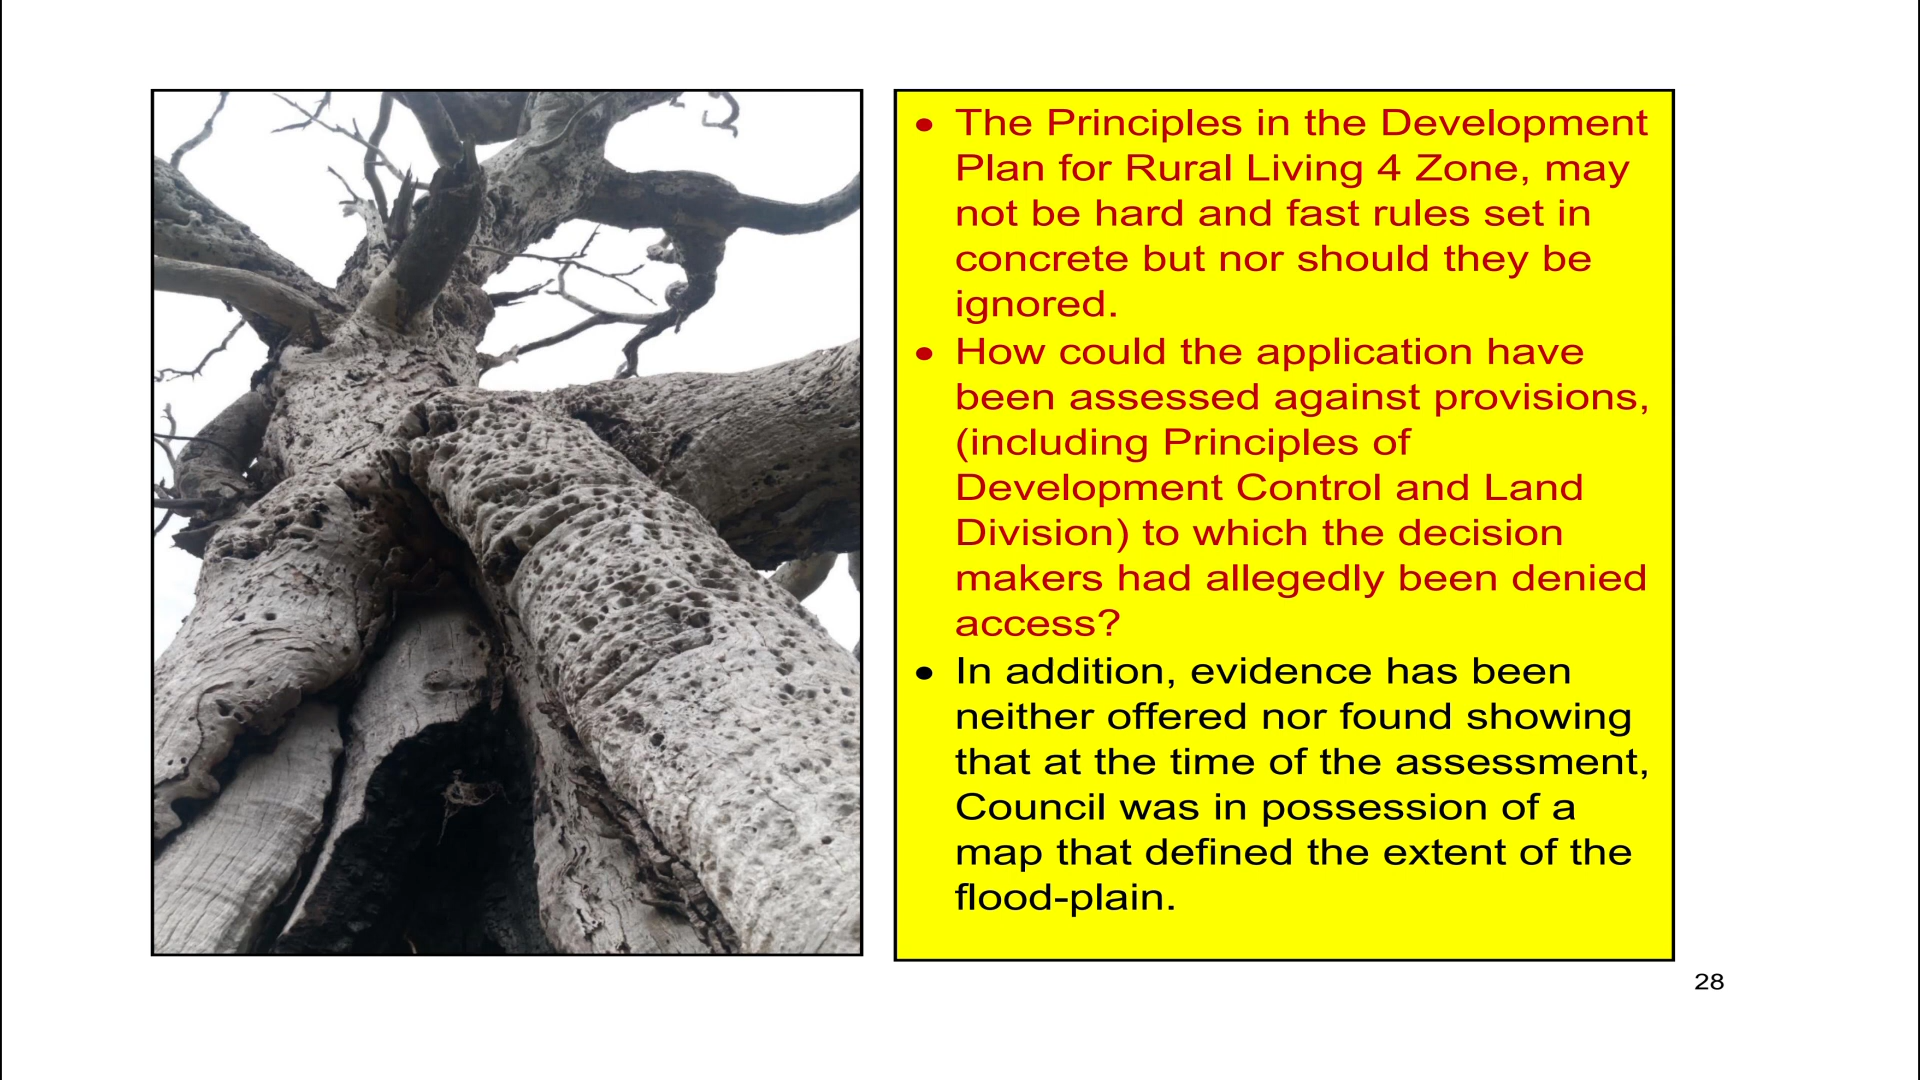 • The Principles in the Development
Plan for Rural Living 4 Zone, may
not be hard and fast rules set in
concrete but nor should they be
ignored.
• How could the application have
been assessed against provisions,
(including Principles of
Development Control and Land
Division) to which the decision
makers had allegedly been denied
access?
• In addition, evidence has been
neither offered nor found showing
that at the time of the assessment,
Council was in possession of a
map that defined the extent of the
flood-plain.
28